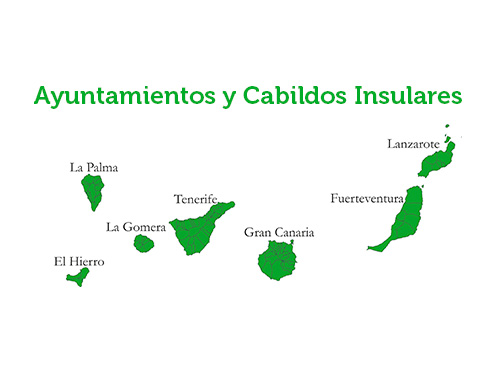 Ayuntamientos y Cabildos Insulares
Lanzarote
La Palma
Tenerife
Fuerteventura
La Gomera
Gran Canaria
El Hierro